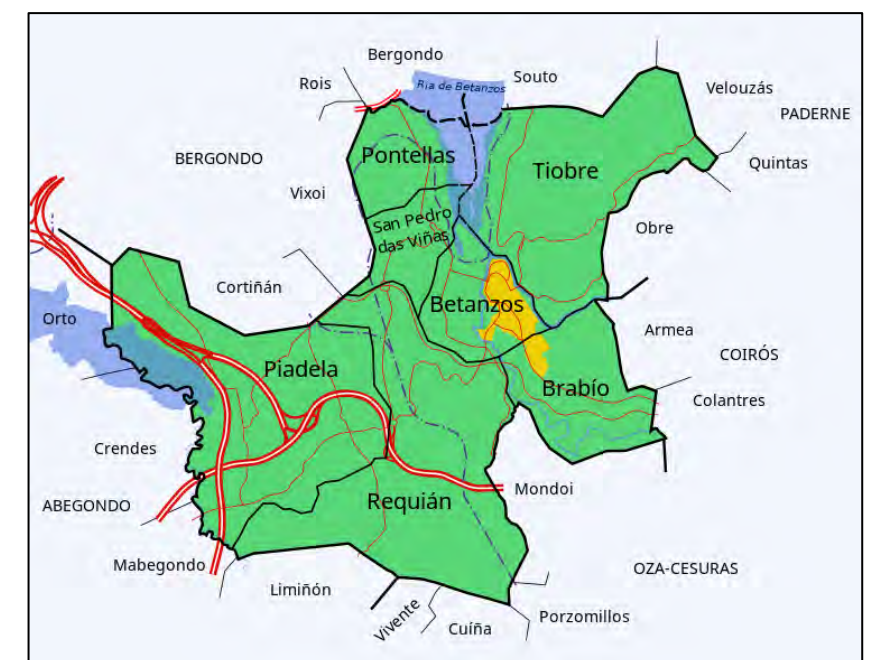 Bergondo
Rois
Ria de Betanzos
Souto
Velouzás
PADERNE
BERGONDO
Pontellas
Tiobre
Quintas
Vixoi
San Pedro
das Viñas
Obre
Cortiñán
Betanzos
Orto
Armea
COIRÓS
Piadela
Brabío
Colantres
Crendes
ABEGONDO
Requián
Mondoi
Mabegondo
OZA-CESURAS
Limiñón
Vivente
Cuíña
Porzomillos